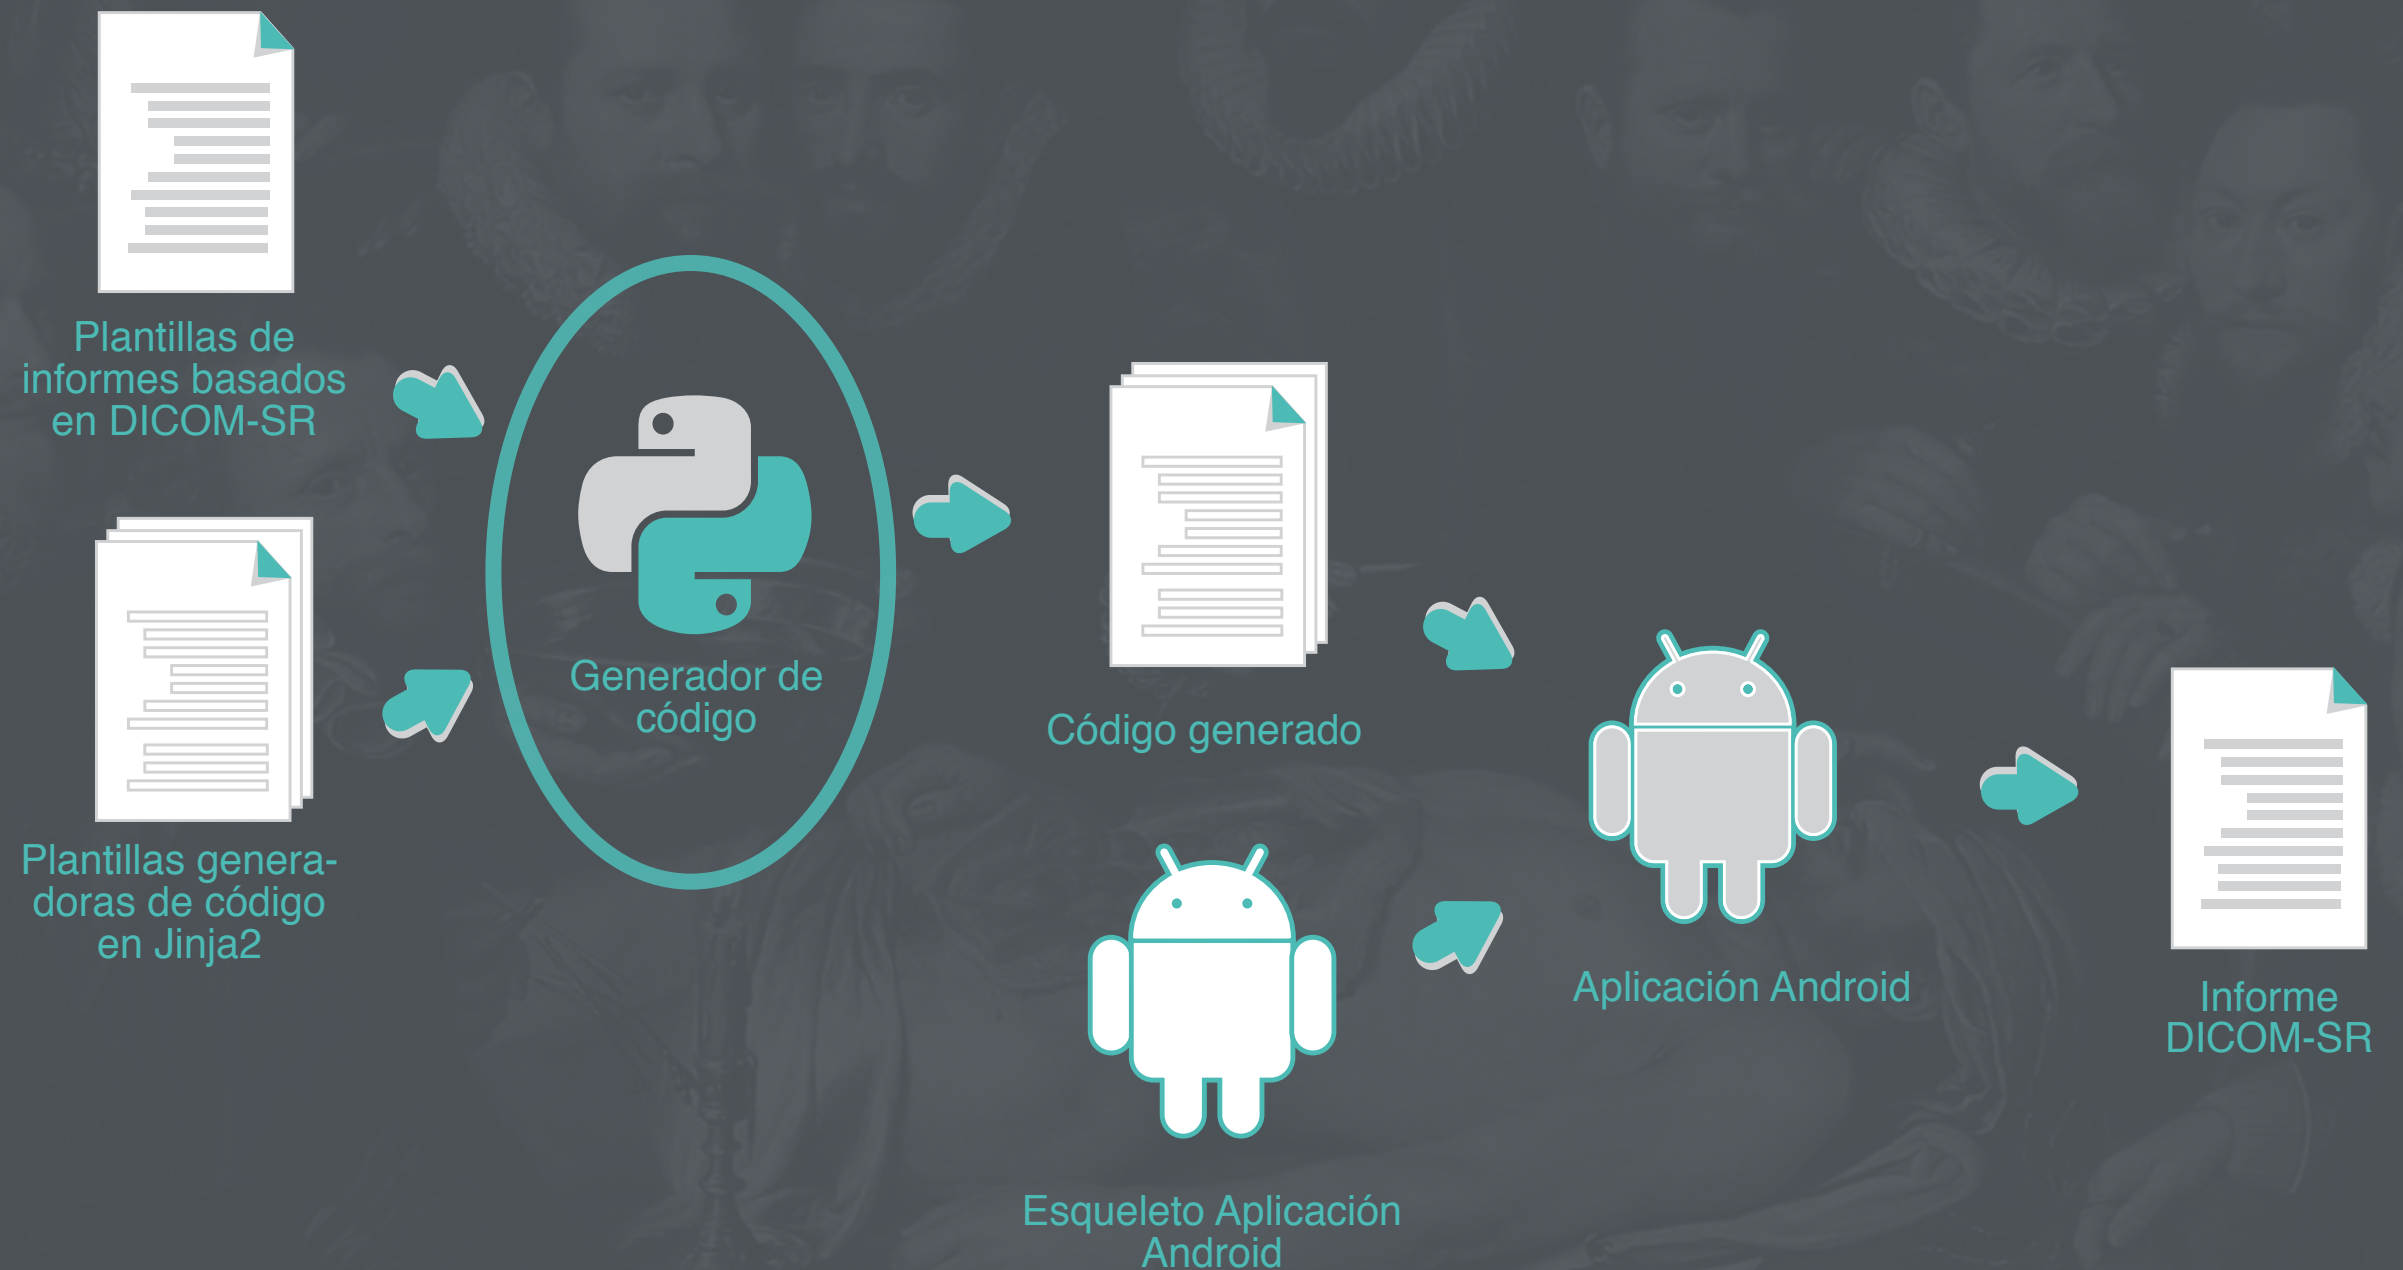 Plantillas de
informes basados
en DICOM-SR
Plantillas genera-
doras de código
en Jinja2
Generador de
código
Código generado
Esqueleto Aplicación
Android
Aplicación Android
Informe
DICOM-SR